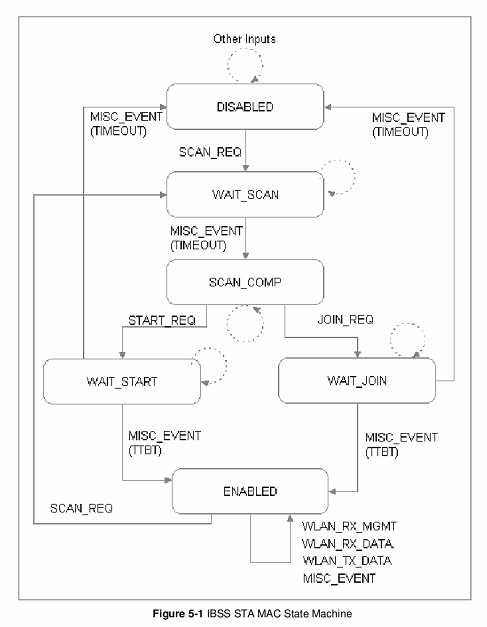 Other Inputs
DISABLED
MISC_EVENT
(TIMEOUT)
MISC_EVENT
(TIMEOUT)
SCAN_REQ
WAIT_SCAN
MISC_EVENT
(TIMEOUT)
SCAN_COMP
START_REQ
JOIN_REQ
WAIT_START
WAIT_JOIN
MISC_EVENT
(TTBT)
MISC_EVENT
(TTBT)
ENABLED
SCAN_REQ
WLAN_RX_MGMT
WLAN_RX_DATA
WLAN_TX_DATA
MISC_EVENT
Figure 5-1 IBSS STA MAC State Machine